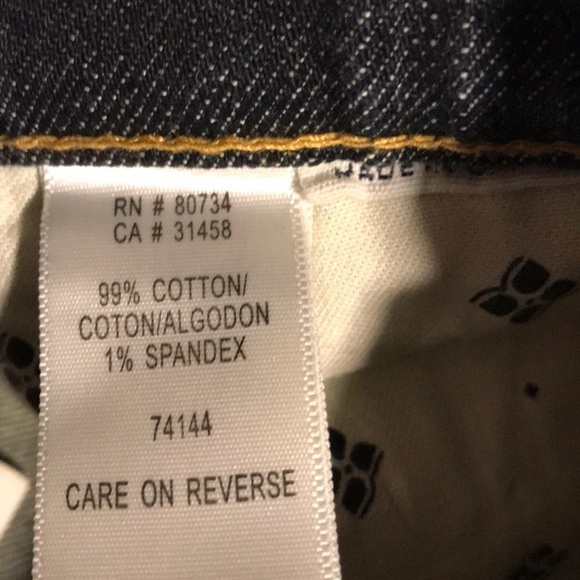 RN # 80734
CA # 31458
99% COTTON/
COTON/ALGODON
1% SPANDEX
74144
CARE ON REVERSE